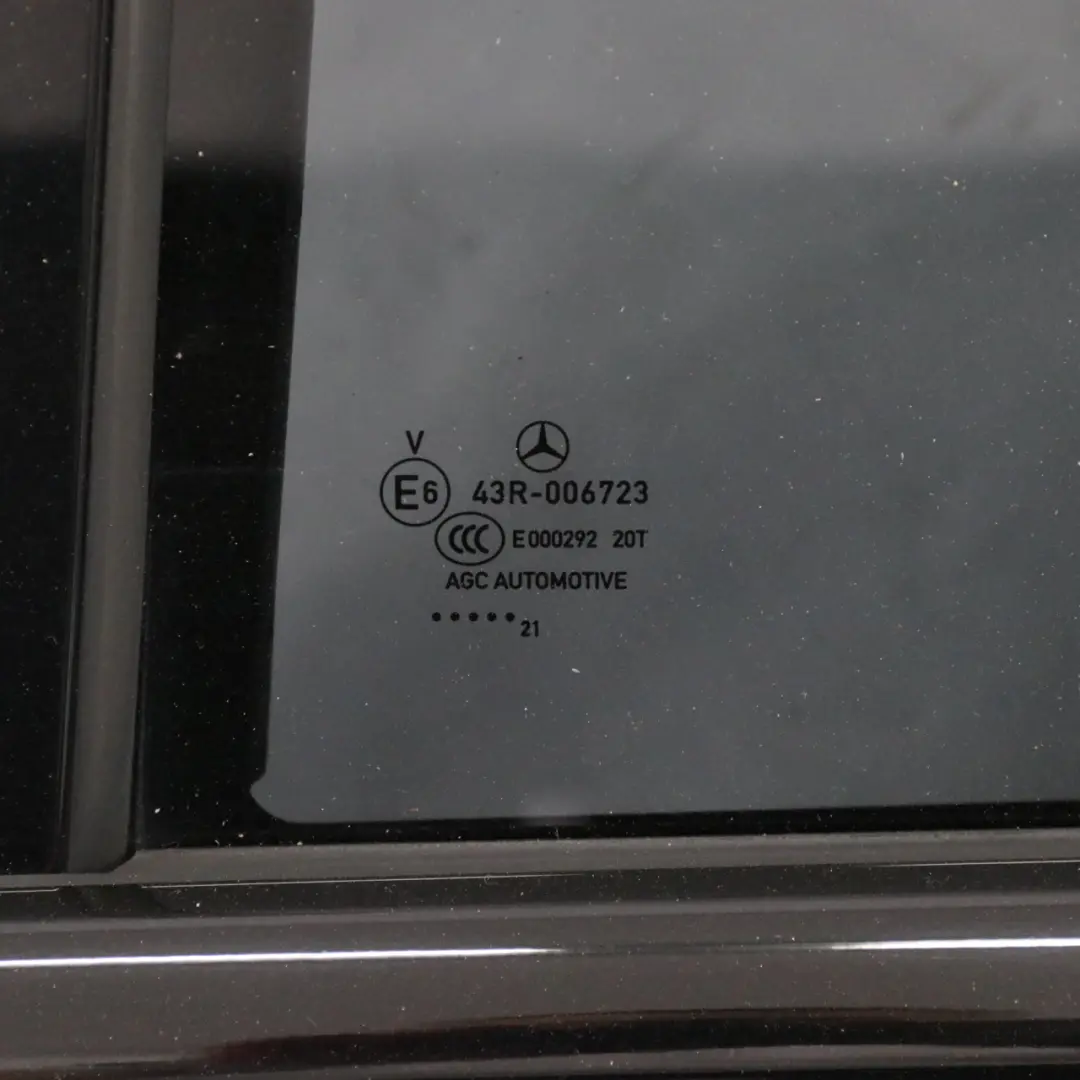 V
E6 43R-006723
CCC E000292 20T
AGC AUTOMOTIVE
•••••21